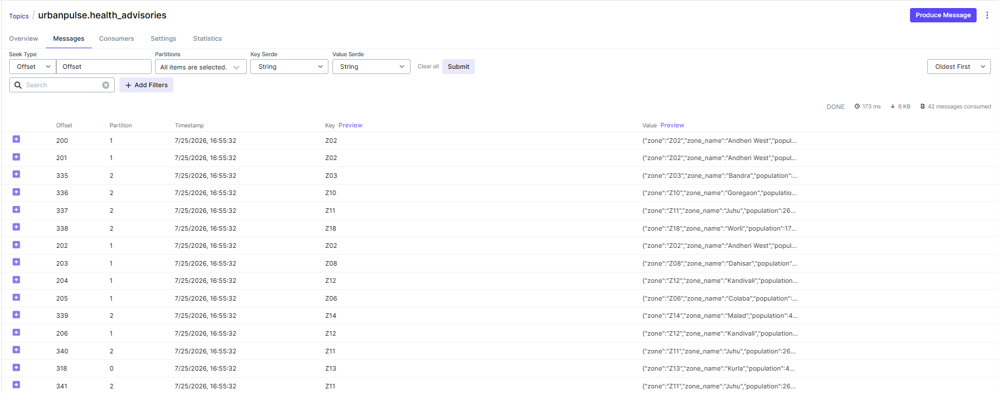 Topics / urbanpulse.health_advisories
Produce Message
Overview Messages Consumers Settings Statistics
Seek Type Partitions Key Serde Value Serde
Offset Offset All items are selected. String String Clear all Submit Oldest First
Search Add Filters
DONE 173 ms 8 KB 42 messages consumed
Offset Partition Timestamp Key Preview Value Preview
200 1 7/25/2026, 16:55:32 Z02 {"zone":"Z02","zone_name":"Andheri West","popul...
201 1 7/25/2026, 16:55:32 Z02 {"zone":"Z02","zone_name":"Andheri West","popul...
335 2 7/25/2026, 16:55:32 Z03 {"zone":"Z03","zone_name":"Bandra","population":...
336 2 7/25/2026, 16:55:32 Z10 {"zone":"Z10","zone_name":"Goregaon","populatio...
337 2 7/25/2026, 16:55:32 Z11 {"zone":"Z11","zone_name":"Juhu","population":26...
338 2 7/25/2026, 16:55:32 Z18 {"zone":"Z18","zone_name":"Worli","population":17...
202 1 7/25/2026, 16:55:32 Z02 {"zone":"Z02","zone_name":"Andheri West","popul...
203 1 7/25/2026, 16:55:32 Z08 {"zone":"Z08","zone_name":"Dahisar","population"...
204 1 7/25/2026, 16:55:32 Z12 {"zone":"Z12","zone_name":"Kandivali","population...
205 1 7/25/2026, 16:55:32 Z06 {"zone":"Z06","zone_name":"Colaba","population":...
339 2 7/25/2026, 16:55:32 Z14 {"zone":"Z14","zone_name":"Malad","population":4...
206 1 7/25/2026, 16:55:32 Z12 {"zone":"Z12","zone_name":"Kandivali","population...
340 2 7/25/2026, 16:55:32 Z11 {"zone":"Z11","zone_name":"Juhu","population":26...
318 0 7/25/2026, 16:55:32 Z13 {"zone":"Z13","zone_name":"Kurla","population":4...
341 2 7/25/2026, 16:55:32 Z11 {"zone":"Z11","zone_name":"Juhu","population":26...